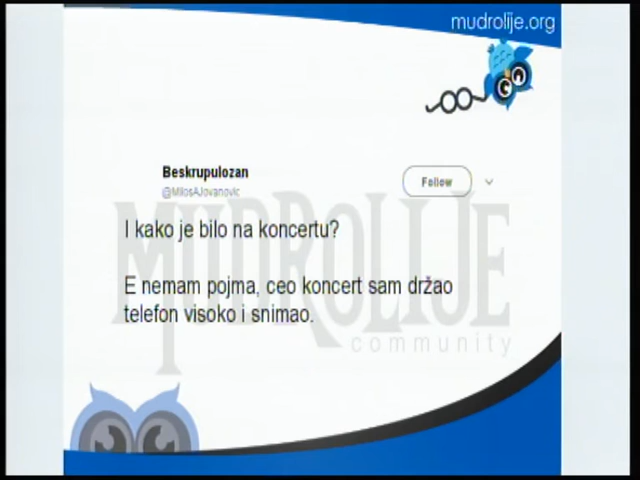 mudrolije.org
Beskrupulozan
@MilosAJovanovic
Follow
I kako je bilo na koncertu?
E nemam pojma, ceo koncert sam držao
telefon visoko i snimao.
MUDROLIJE
community